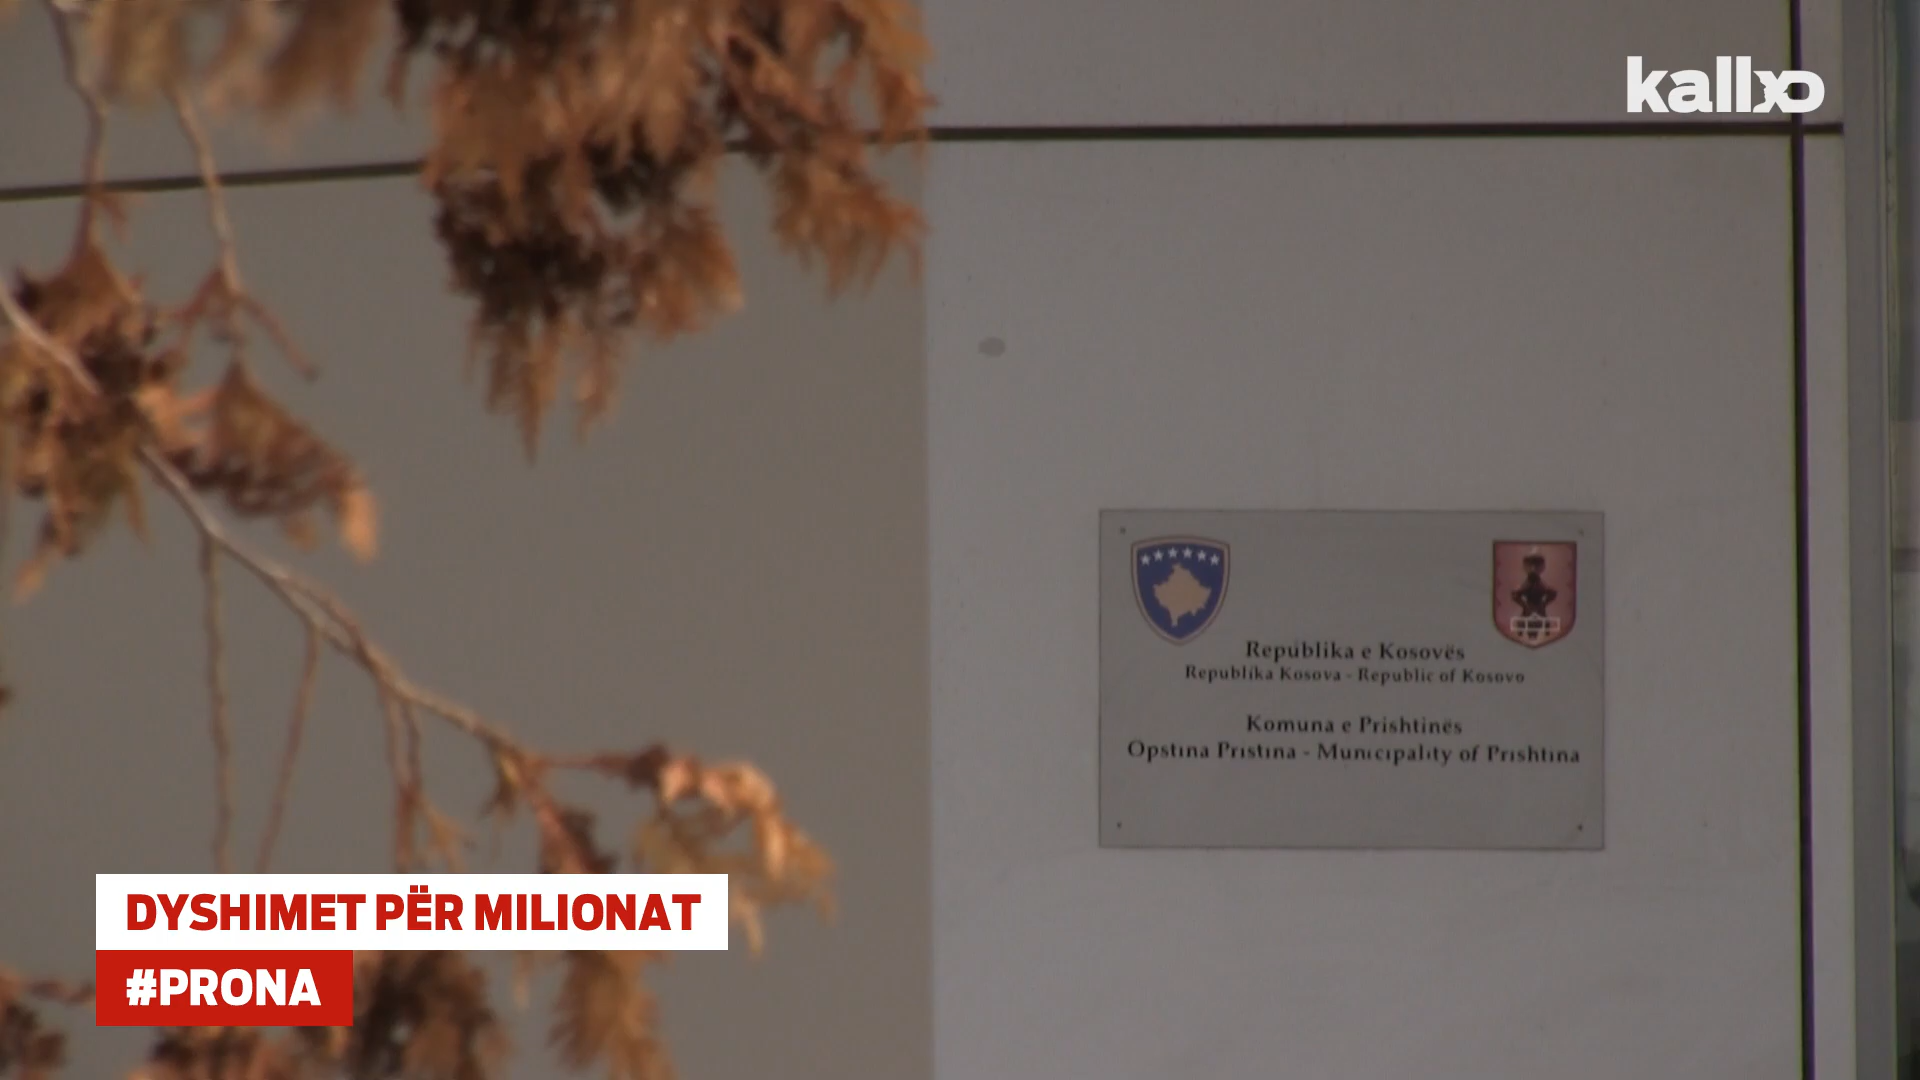 kallxo
Republika e Kosovës
Republika Kosova - Republic of Kosovo
Komuna e Prishtinës
Opstina Pristina - Municipality of Prishtina
DYSHIMET PËR MILIONAT
#PRONA